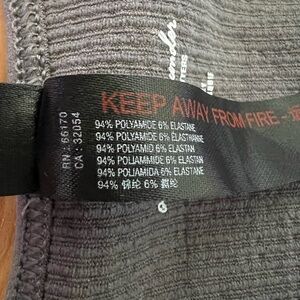 KEEP AWAY FROM FIRE -
RN : 66170
CA : 32054
94% POLYAMIDE 6% ELASTANE
94% POLYAMIDE 6% ELASTHANNE
94% POLYAMID 6% ELASTAN
94% POLIAMMIDE 6% ELASTAN
94% POLIAMIDA 6% ELASTANE
94% 锦纶 6% 氨纶